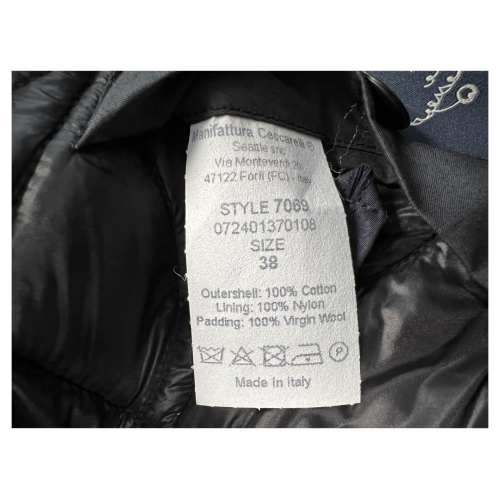 Manifattura Ceccarelli ©
Seattle snc
Via Monteverdi 20
47122 Forlì (FC), Italy
STYLE 7069
072401370108
SIZE
38
Outershell: 100% Cotton
Lining: 100% Nylon
Padding: 100% Virgin Wool
P
Made in Italy